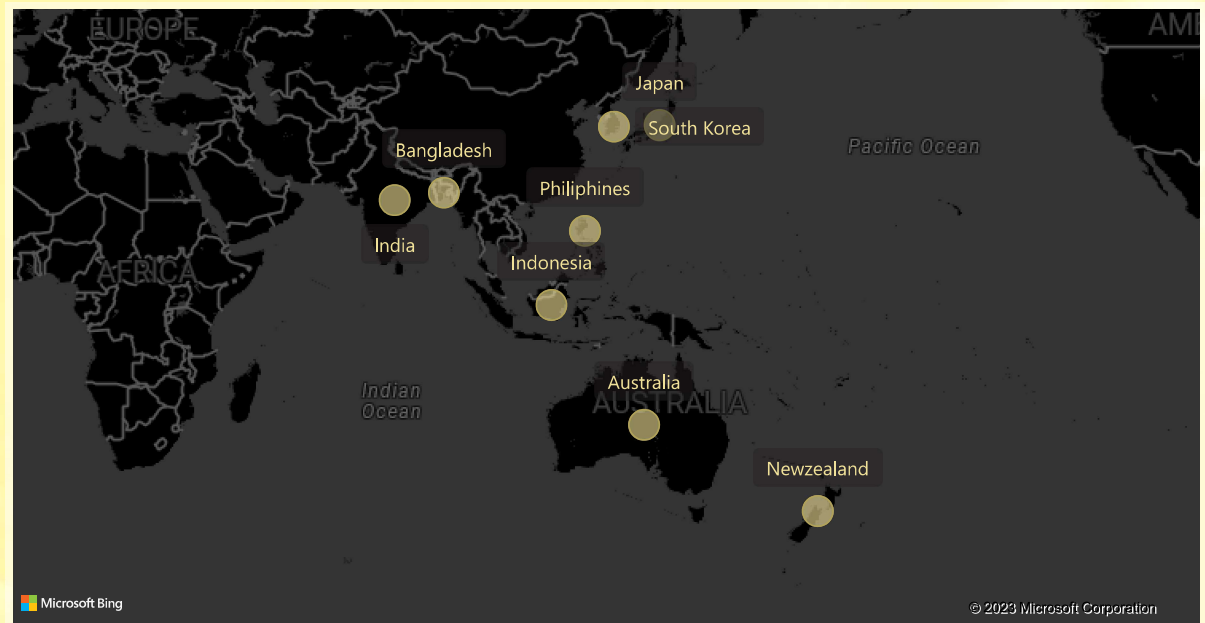 EUROPE
AME
Japan
South Korea
Pacific Ocean
Bangladesh
Philiphines
India
Indonesia
AFRICA
Indian
Ocean
Australia
AUSTRALIA
Newzealand
Microsoft Bing
© 2023 Microsoft Corporation